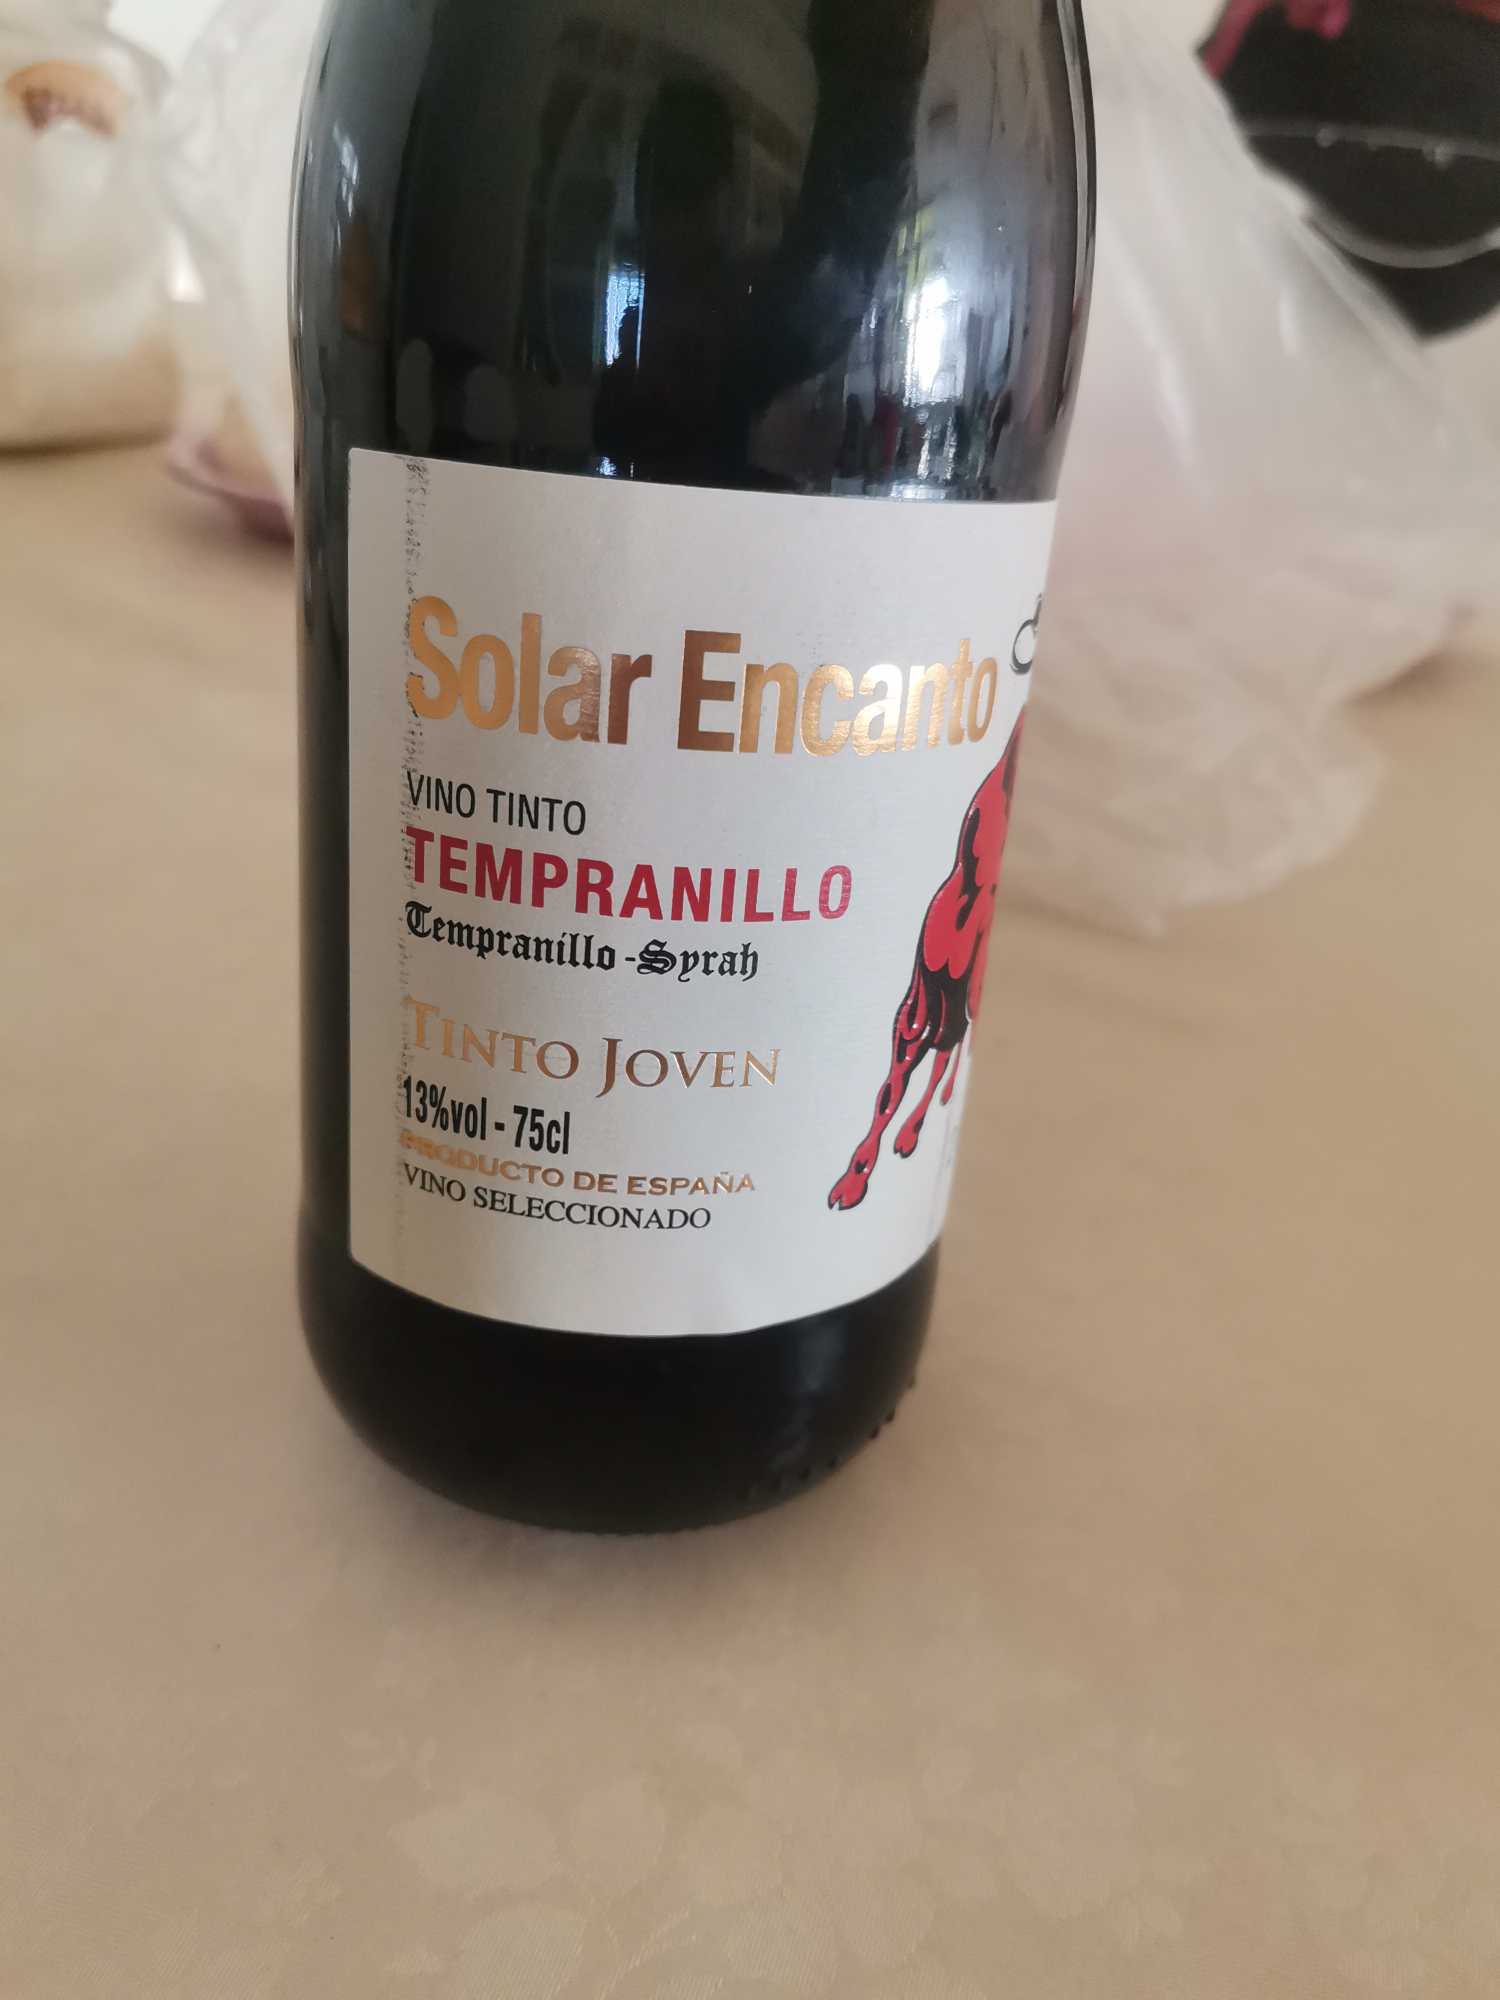 Solar Encanto
VINO TINTO
TEMPRANILLO
Tempranillo-Syrah
TINTO JOVEN
13%vol - 75cl
PRODUCTO DE ESPAÑA
VINO SELECCIONADO